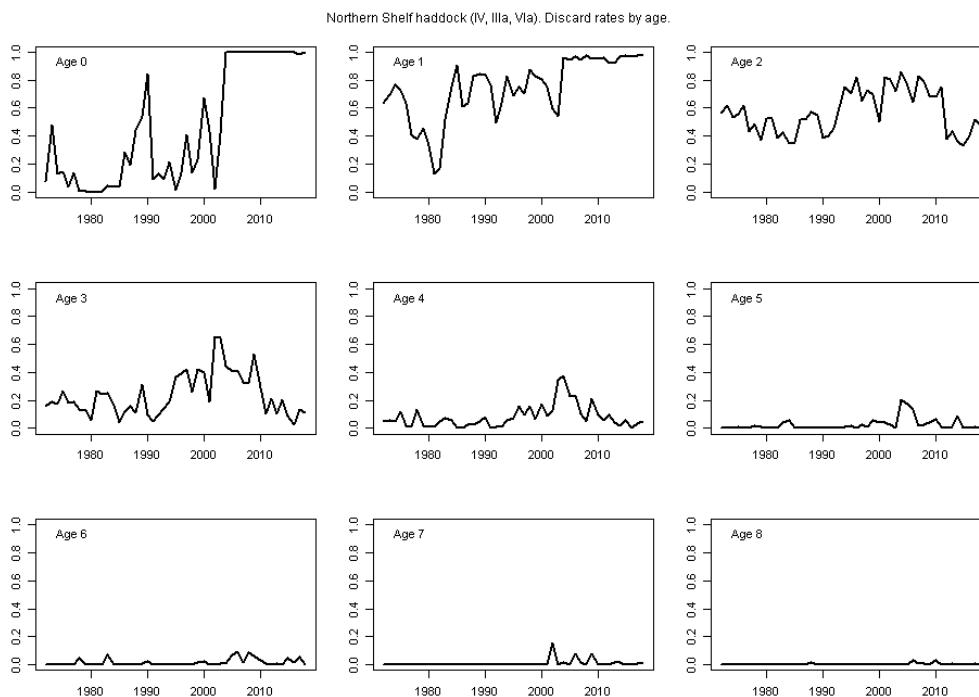 Northern Shelf haddock (IV, IIIa, VIa). Discard rates by age.
Age 0
0.0 0.2 0.4 0.6 0.8 1.0
1980 1990 2000 2010
Age 1
0.0 0.2 0.4 0.6 0.8 1.0
1980 1990 2000 2010
Age 2
0.0 0.2 0.4 0.6 0.8 1.0
1980 1990 2000 2010
Age 3
0.0 0.2 0.4 0.6 0.8 1.0
1980 1990 2000 2010
Age 4
0.0 0.2 0.4 0.6 0.8 1.0
1980 1990 2000 2010
Age 5
0.0 0.2 0.4 0.6 0.8 1.0
1980 1990 2000 2010
Age 6
0.0 0.2 0.4 0.6 0.8 1.0
1980 1990 2000 2010
Age 7
0.0 0.2 0.4 0.6 0.8 1.0
1980 1990 2000 2010
Age 8
0.0 0.2 0.4 0.6 0.8 1.0
1980 1990 2000 2010